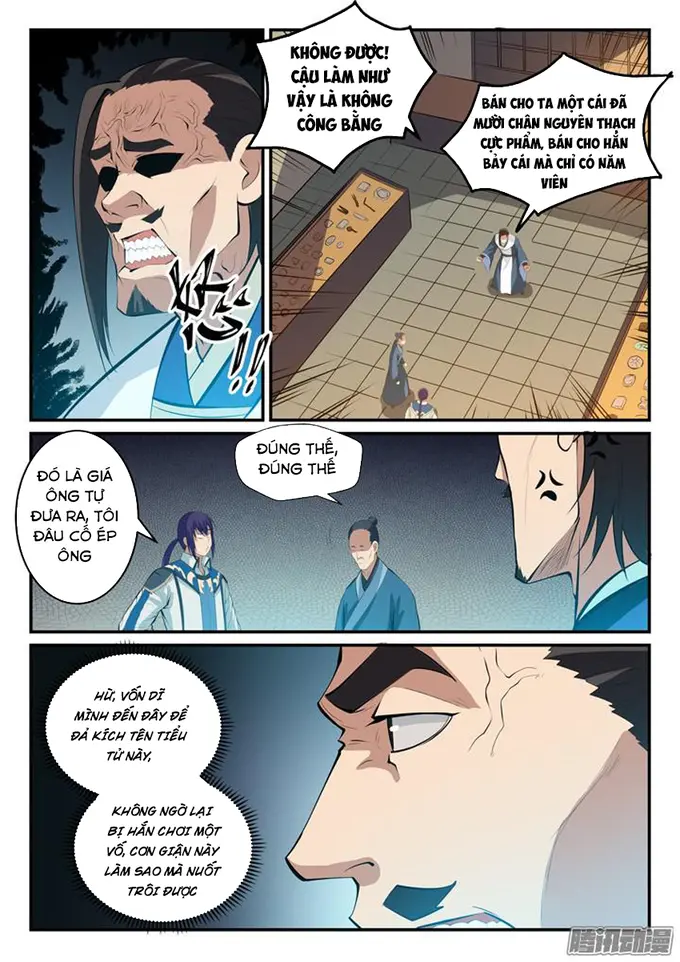 KHÔNG ĐƯỢC!
CẬU LÀM NHƯ
VẬY LÀ KHÔNG
CÔNG BẰNG
BÁN CHO TA MỘT CÁI ĐÃ
MƯỜI CHÂN NGUYÊN THẠCH
CỰC PHẨM, BÁN CHO HẮN
BẢY CÁI MÀ CHỈ CÓ NĂM
VIÊN
ĐÓ LÀ GIÁ
ÔNG TỰ
ĐƯA RA, TÔI
ĐÂU CÓ ÉP
ÔNG
ĐÚNG THẾ,
ĐÚNG THẾ
HỪ, VỐN DĨ
MÌNH ĐẾN ĐÂY ĐỂ
ĐẢ KÍCH TÊN TIỂU
TỬ NÀY,
KHÔNG NGỜ LẠI
BỊ HẮN CHƠI MỘT
VỐ, CƠN GIẬN NÀY
LÀM SAO MÀ NUỐT
TRÔI ĐƯỢC
腾讯动漫